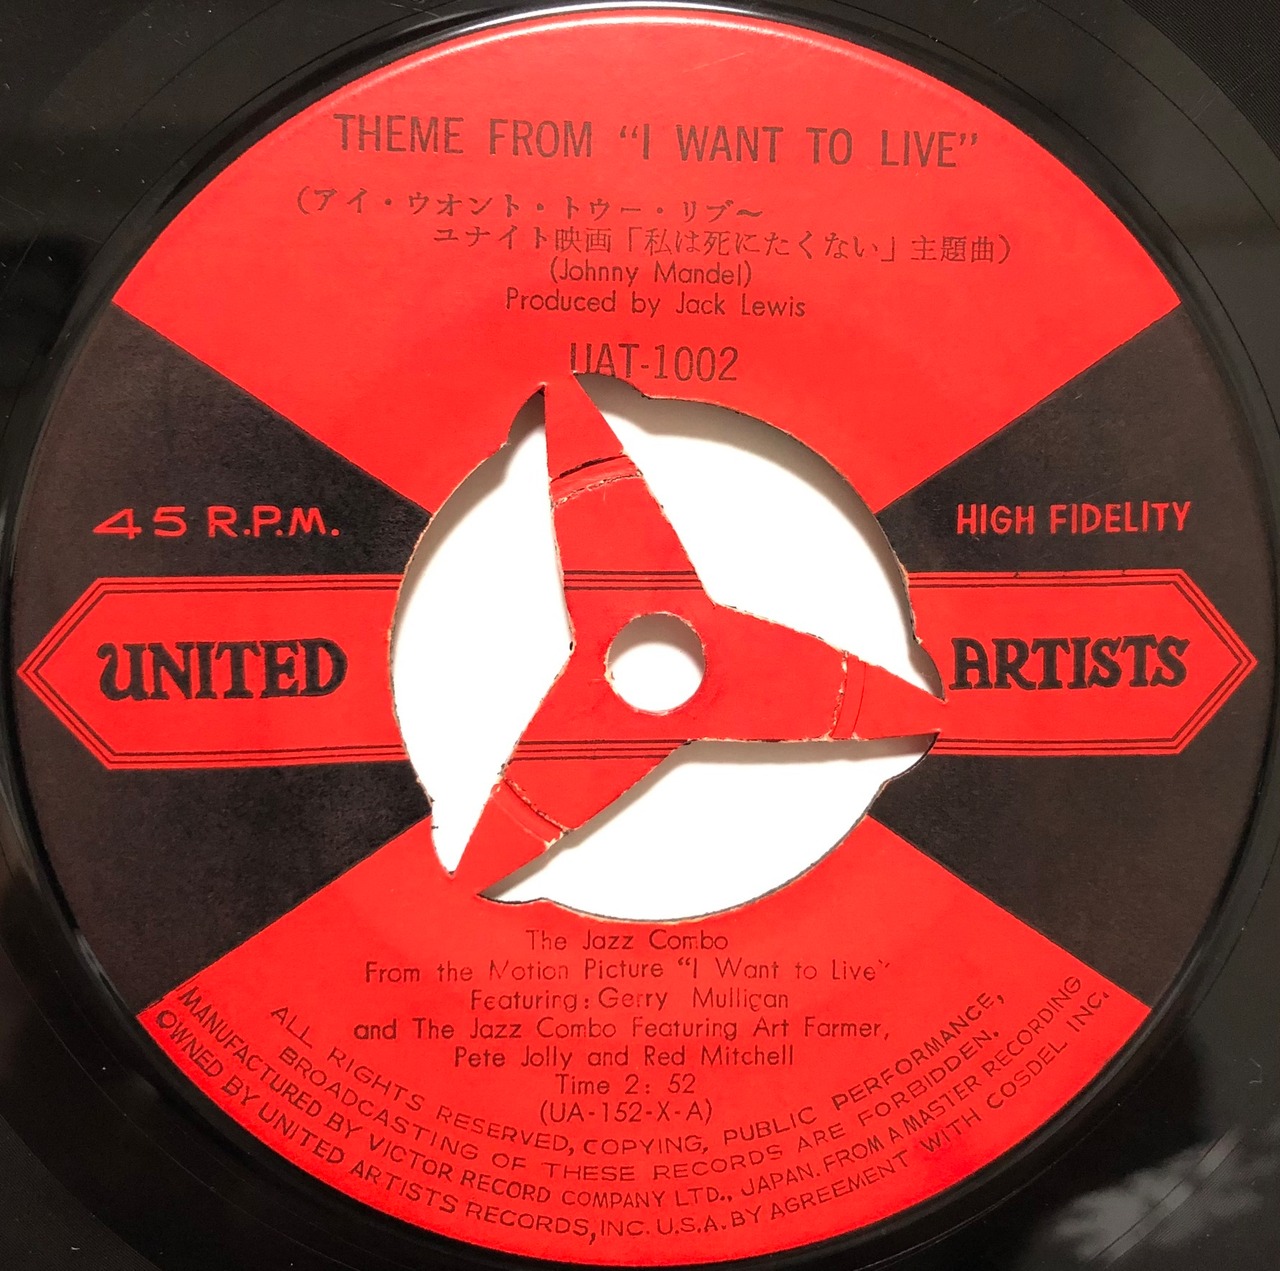 THEME FROM “I WANT TO LIVE”
(アイ・ウオント・トゥー・リブ〜
ユナイト映画「私は死にたくない」主題曲)
(Johnny Mandel)
Produced by Jack Lewis
UAT-1002
45 R.P.M.
HIGH FIDELITY
UNITED ARTISTS
The Jazz Combo
From the Motion Picture “I Want to Live”
Featuring: Gerry Mulligan
and The Jazz Combo Featuring Art Farmer,
Pete Jolly and Red Mitchell
Time 2: 52
(UA-152-X-A)
ALL RIGHTS RESERVED, COPYING, PUBLIC PERFORMANCE,
BROADCASTING OF THESE RECORDS ARE FORBIDDEN.
MANUFACTURED BY VICTOR RECORD COMPANY LTD., JAPAN. FROM A MASTER RECORDING
OWNED BY UNITED ARTISTS RECORDS, INC. U.S.A. BY AGREEMENT WITH COSDEL INC.